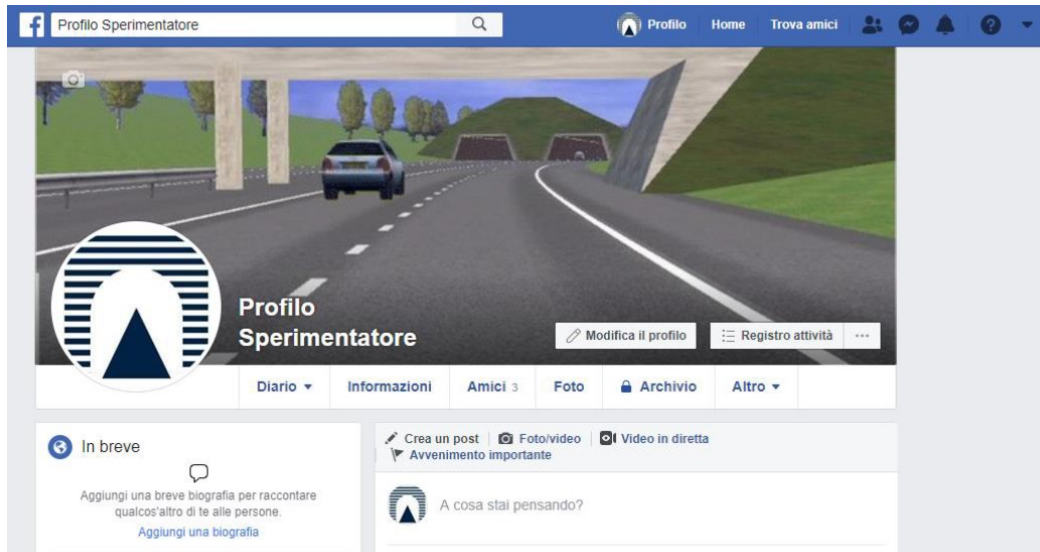 Profilo Sperimentatore
Profilo
Home
Trova amici
Profilo
Sperimentatore
Modifica il profilo
Registro attività
Diario
Informazioni
Amici 3
Foto
Archivio
Altro
In breve
Aggiungi una breve biografia per raccontare
qualcos'altro di te alle persone.
Aggiungi una biografia
Crea un post
Foto/video
Video in diretta
Avvenimento importante
A cosa stai pensando?